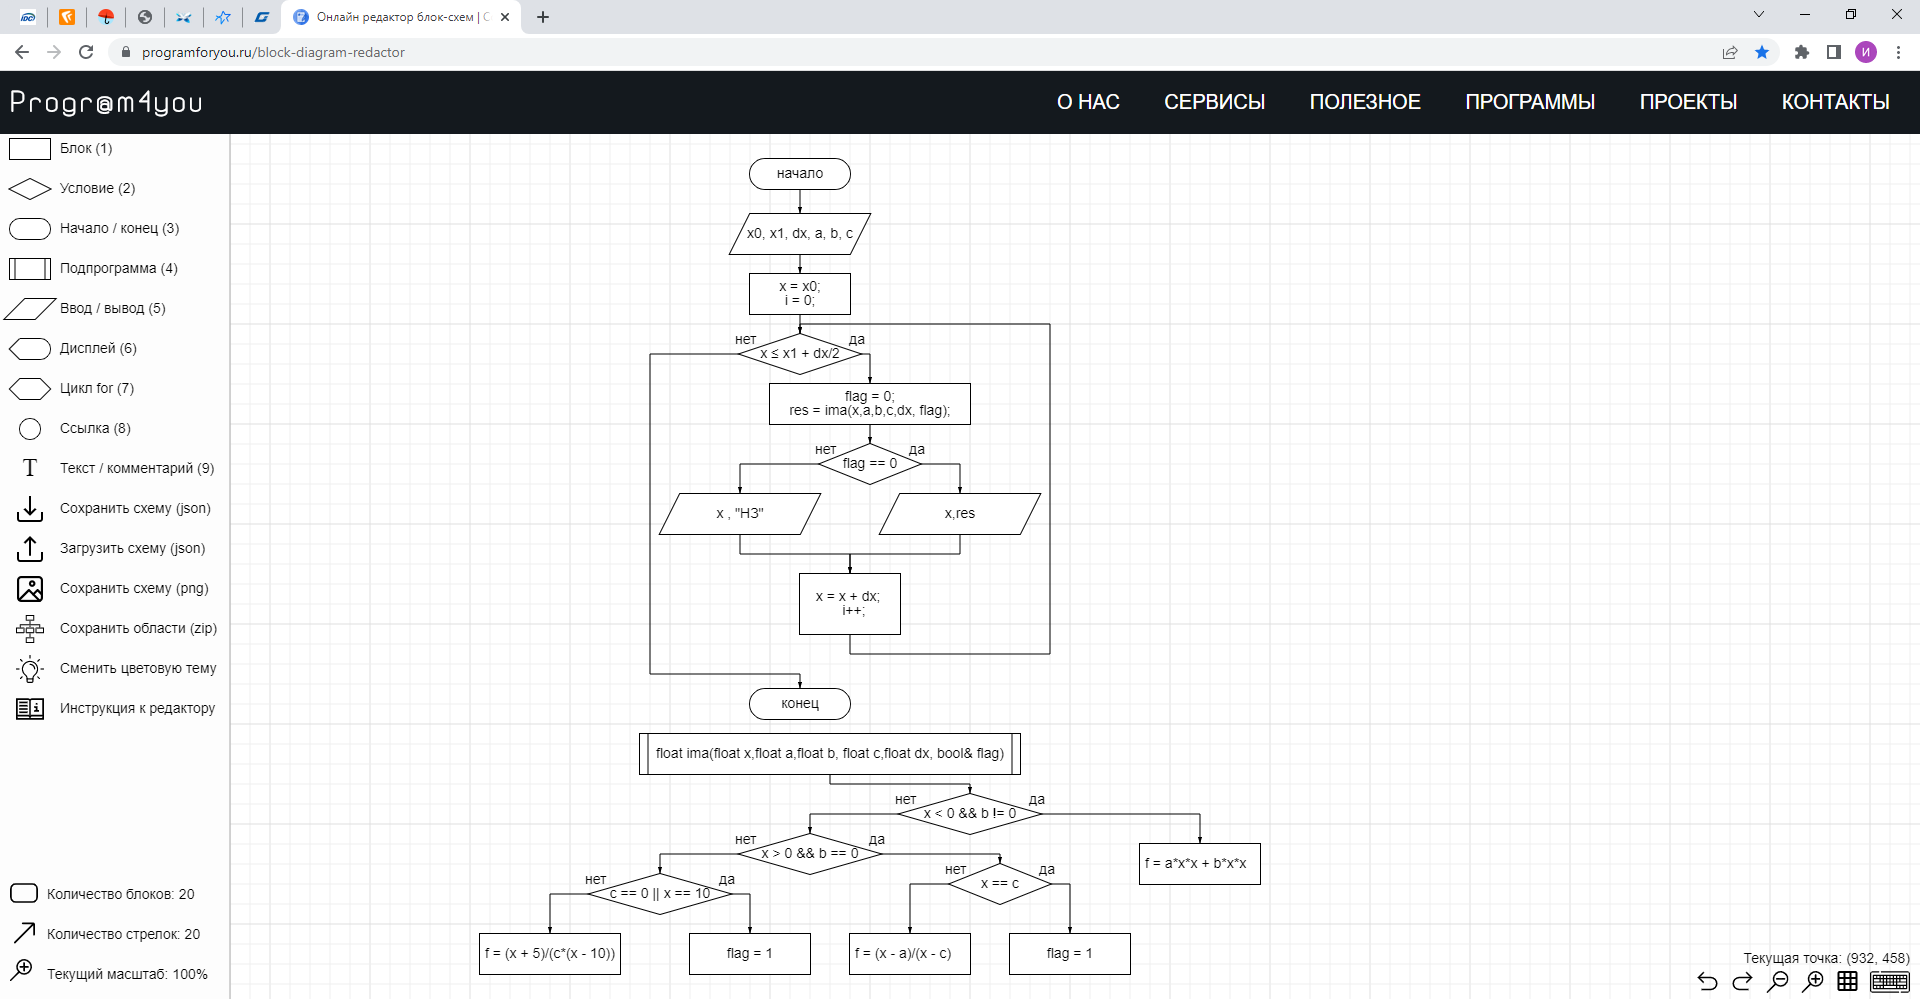 Онлайн редактор блок-схем | С
programforyou.ru/block-diagram-redactor
И
Progr@m4you
О НАС
СЕРВИСЫ
ПОЛЕЗНОЕ
ПРОГРАММЫ
ПРОЕКТЫ
КОНТАКТЫ
Блок (1)
Условие (2)
Начало / конец (3)
Подпрограмма (4)
Ввод / вывод (5)
Дисплей (6)
Цикл for (7)
Ссылка (8)
T Текст / комментарий (9)
Сохранить схему (json)
Загрузить схему (json)
Сохранить схему (png)
Сохранить области (zip)
Сменить цветовую тему
Инструкция к редактору
Количество блоков: 20
Количество стрелок: 20
Текущий масштаб: 100%
начало
x0, x1, dx, a, b, c
x = x0;
i = 0;
нет
да
x ≤ x1 + dx/2
flag = 0;
res = ima(x,a,b,c,dx, flag);
нет
да
flag == 0
x , "НЗ"
x,res
x = x + dx;
i++;
конец
float ima(float x,float a,float b, float c,float dx, bool& flag)
нет
да
x < 0 && b != 0
нет
да
x > 0 && b == 0
f = a*x*x + b*x*x
нет
да
x == c
нет
да
c == 0 || x == 10
f = (x + 5)/(c*(x - 10))
flag = 1
f = (x - a)/(x - c)
flag = 1
Текущая точка: (932, 458)